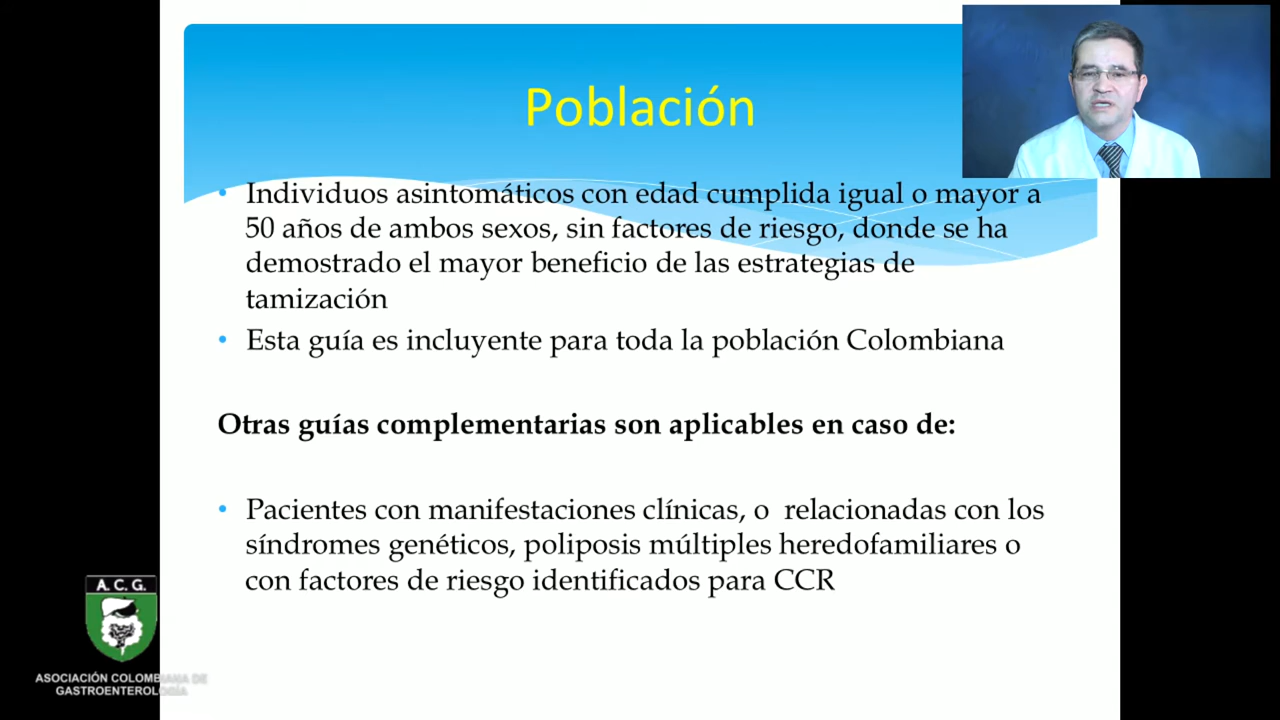 Población
• Individuos asintomáticos con edad cumplida igual o mayor a
50 años de ambos sexos, sin factores de riesgo, donde se ha
demostrado el mayor beneficio de las estrategias de
tamización
• Esta guía es incluyente para toda la población Colombiana
Otras guías complementarias son aplicables en caso de:
• Pacientes con manifestaciones clínicas, o  relacionadas con los
síndromes genéticos, poliposis múltiples heredofamiliares o
con factores de riesgo identificados para CCR
A. C. G.
ASOCIACIÓN COLOMBIANA DE
GASTROENTEROLOGÍA